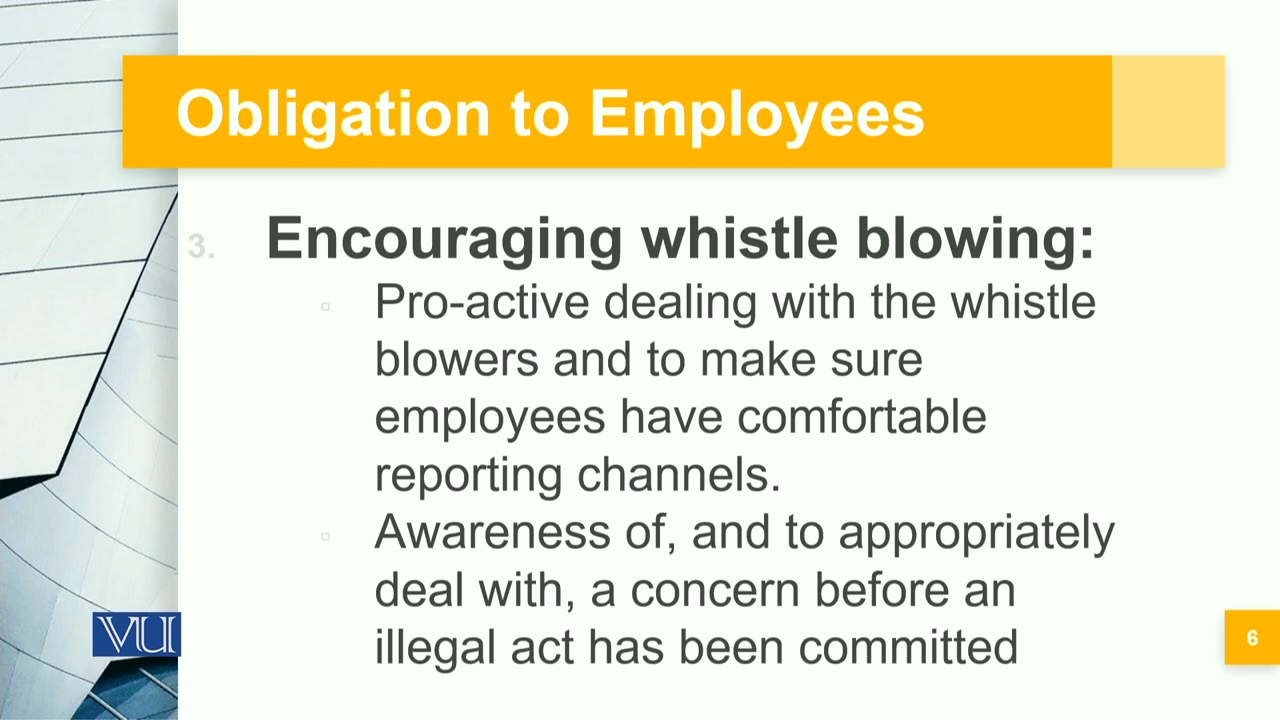 Obligation to Employees
3. Encouraging whistle blowing:
Pro-active dealing with the whistle
blowers and to make sure
employees have comfortable
reporting channels.
Awareness of, and to appropriately
deal with, a concern before an
illegal act has been committed
VU
6